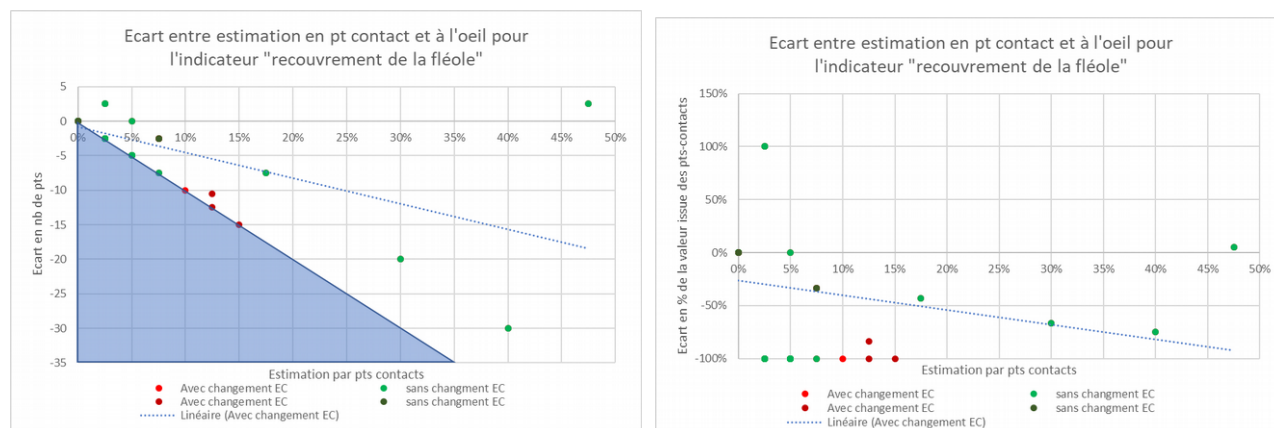 Ecart entre estimation en pt contact et à l'oeil pour
l'indicateur "recouvrement de la fléole"
Ecart en nb de pts
5
0
-5
-10
-15
-20
-25
-30
-35
0%
5%
10%
15%
20%
25%
30%
35%
40%
45%
50%
Estimation par pts contacts
Avec changement EC
sans changment EC
Avec changement EC
sans changment EC
Linéaire (Avec changement EC)
Ecart entre estimation en pt contact et à l'oeil pour
l'indicateur "recouvrement de la fléole"
Ecart en % de la valeur issue des pts-contacts
150%
100%
50%
0%
-50%
-100%
0%
5%
10%
15%
20%
25%
30%
35%
40%
45%
50%
Estimation par pts contacts
Avec changement EC
sans changment EC
Avec changement EC
sans changment EC
Linéaire (Avec changement EC)